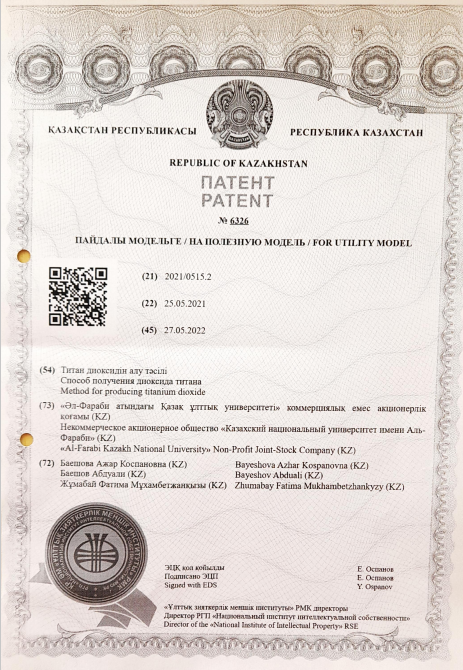 ҚАЗАҚСТАН РЕСПУБЛИКАСЫ РЕСПУБЛИКА КАЗАХСТАН
REPUBLIC OF KAZAKHSTAN
ПАТЕНТ
PATENT
№ 6326
ПАЙДАЛЫ МОДЕЛЬГЕ / НА ПОЛЕЗНУЮ МОДЕЛЬ / FOR UTILITY MODEL
(21) 2021/0515.2
(22) 25.05.2021
(45) 27.05.2022
(54) Титан диоксидін алу тәсілі
Способ получения диоксида титана
Method for producing titanium dioxide
(73) «Әл-Фараби атындағы Қазақ ұлттық университеті» коммерциялық емес акционерлік
қоғамы (KZ)
Некоммерческое акционерное общество «Казахский национальный университет имени Аль-
Фараби» (KZ)
«Al-Farabi Kazakh National University» Non-Profit Joint-Stock Company (KZ)
(72) Баешова Ажар Коспановна (KZ) Bayeshova Azhar Kospanovna (KZ)
Баешов Абдуали (KZ) Bayeshov Abduali (KZ)
Жұмабай Фатима Мұхамбетжанқызы (KZ) Zhumabay Fatima Mukhambetzhankyzy (KZ)
ЭЦҚ қол қойылды Е. Оспанов
Подписано ЭЦП Е. Оспанов
Signed with EDS Y. Ospanov
«Ұлттық зияткерлік меншік институты» РМК директоры
Директор РГП «Национальный институт интеллектуальной собственности»
Director of the «National Institute of Intellectual Property» RSE